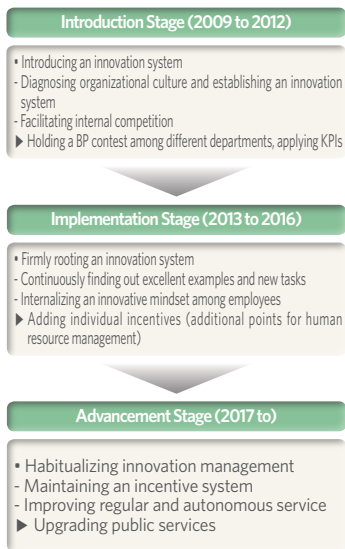 Introduction Stage (2009 to 2012)
• Introducing an innovation system
- Diagnosing organizational culture and establishing an innovation
system
- Facilitating internal competition
▶ Holding a BP contest among different departments, applying KPIs
Implementation Stage (2013 to 2016)
• Firmly rooting an innovation system
- Continuously finding out excellent examples and new tasks
- Internalizing an innovative mindset among employees
▶ Adding individual incentives (additional points for human
resource management)
Advancement Stage (2017 to)
• Habitualizing innovation management
- Maintaining an incentive system
- Improving regular and autonomous service
▶ Upgrading public services